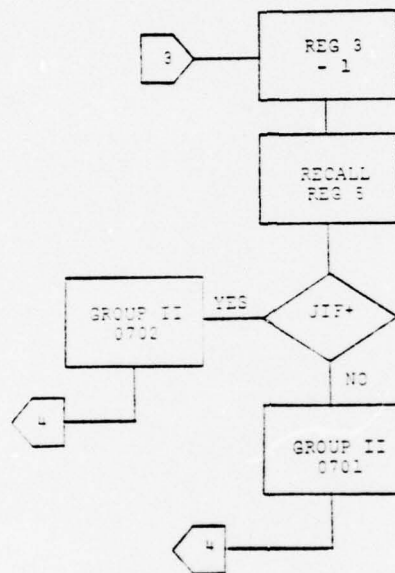 3
REG 3
- 1
RECALL
REG 5
JIF+
YES
GROUP II
0702
4
NO
GROUP II
0701
4